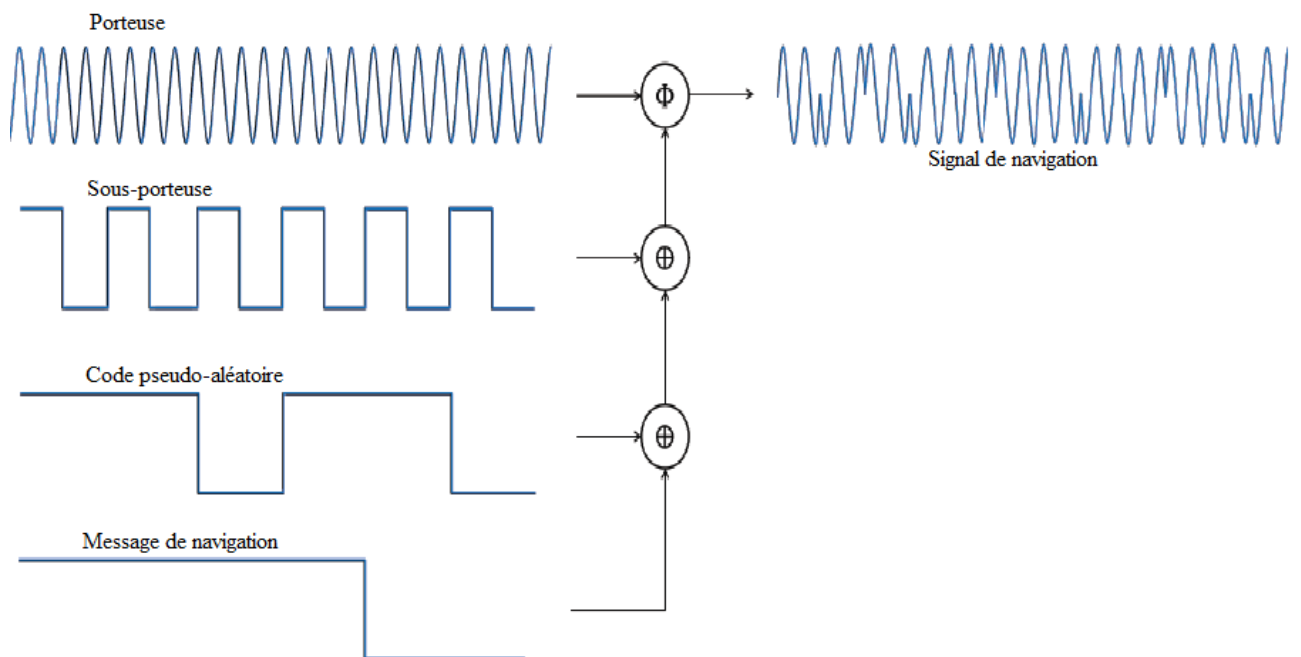 Porteuse
Φ
Signal de navigation
Sous-porteuse
⊕
Code pseudo-aléatoire
⊕
Message de navigation